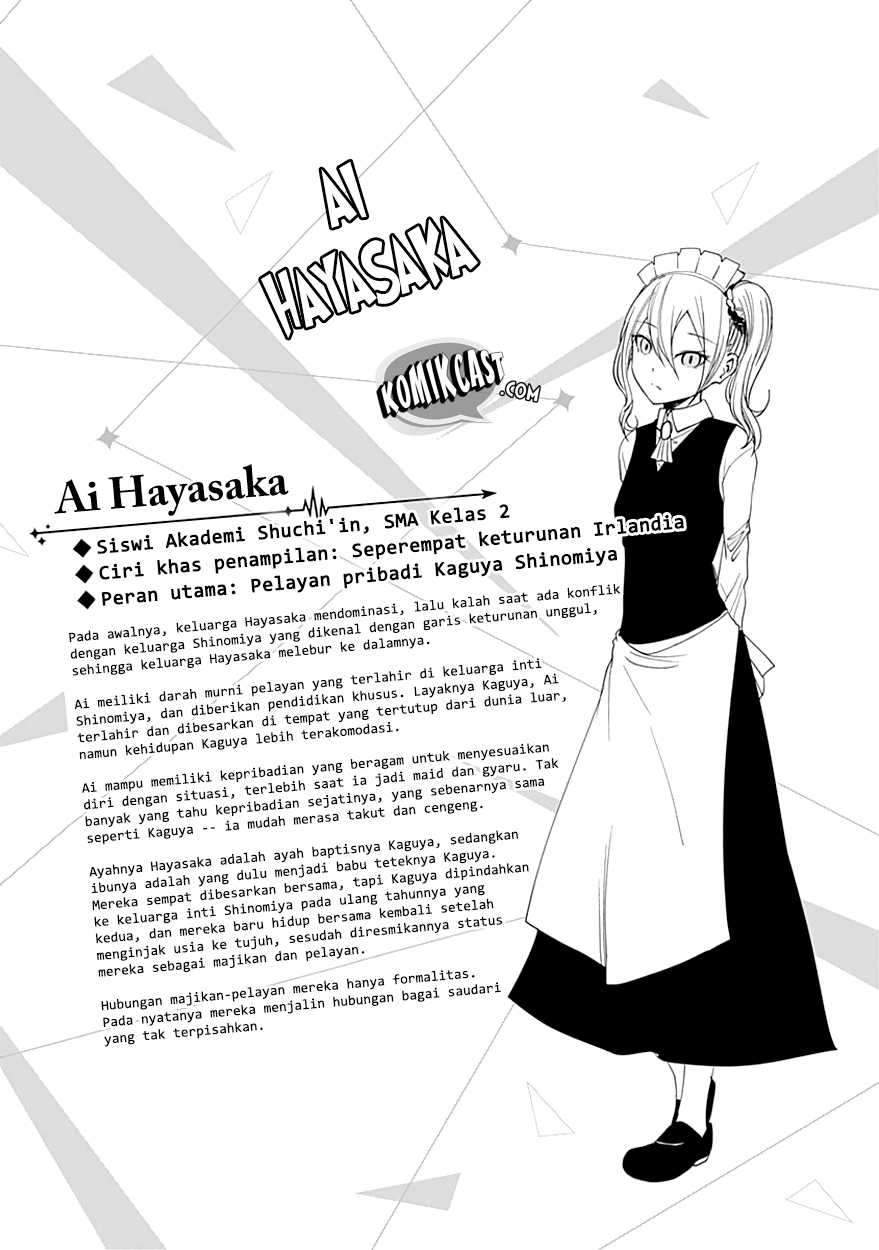 AI
HAYASAKA
KOMIKCAST
.COM
Ai Hayasaka
◆Siswi Akademi Shuchi'in, SMA Kelas 2
◆Ciri khas penampilan: Seperempat keturunan Irlandia
◆Peran utama: Pelayan pribadi Kaguya Shinomiya
Pada awalnya, keluarga Hayasaka mendominasi, lalu kalah saat ada konflik
dengan keluarga Shinomiya yang dikenal dengan garis keturunan unggul,
sehingga keluarga Hayasaka melebur ke dalamnya.
Ai meiliki darah murni pelayan yang terlahir di keluarga inti
Shinomiya, dan diberikan pendidikan khusus. Layaknya Kaguya, Ai
terlahir dan dibesarkan di tempat yang tertutup dari dunia luar,
namun kehidupan Kaguya lebih terakomodasi.
Ai mampu memiliki kepribadian yang beragam untuk menyesuaikan
diri dengan situasi, terlebih saat ia jadi maid dan gyaru. Tak
banyak yang tahu kepribadian sejatinya, yang sebenarnya sama
seperti Kaguya -- ia mudah merasa takut dan cengeng.
Ayahnya Hayasaka adalah ayah baptisnya Kaguya, sedangkan
ibunya adalah yang dulu menjadi babu teteknya Kaguya.
Mereka sempat dibesarkan bersama, tapi Kaguya dipindahkan
ke keluarga inti Shinomiya pada ulang tahunnya yang
kedua, dan mereka baru hidup bersama kembali setelah
menginjak usia ke tujuh, sesudah diresmikannya status
mereka sebagai majikan dan pelayan.
Hubungan majikan-pelayan mereka hanya formalitas.
Pada nyatanya mereka menjalin hubungan bagai saudari
yang tak terpisahkan.